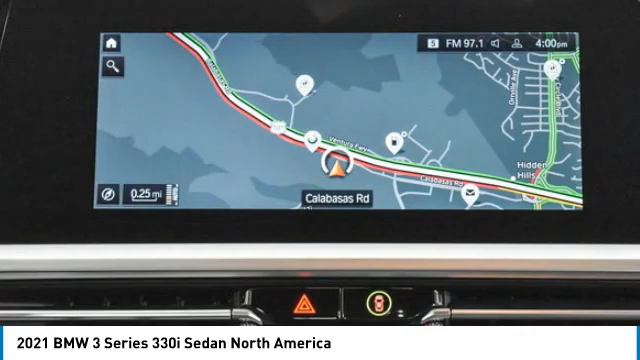 S FM 97.1 4:00pm
Ventura Fwy
Calabasas Rd
Hidden
Hills
Calabasas Rd
0.25 mi
2021 BMW 3 Series 330i Sedan North America